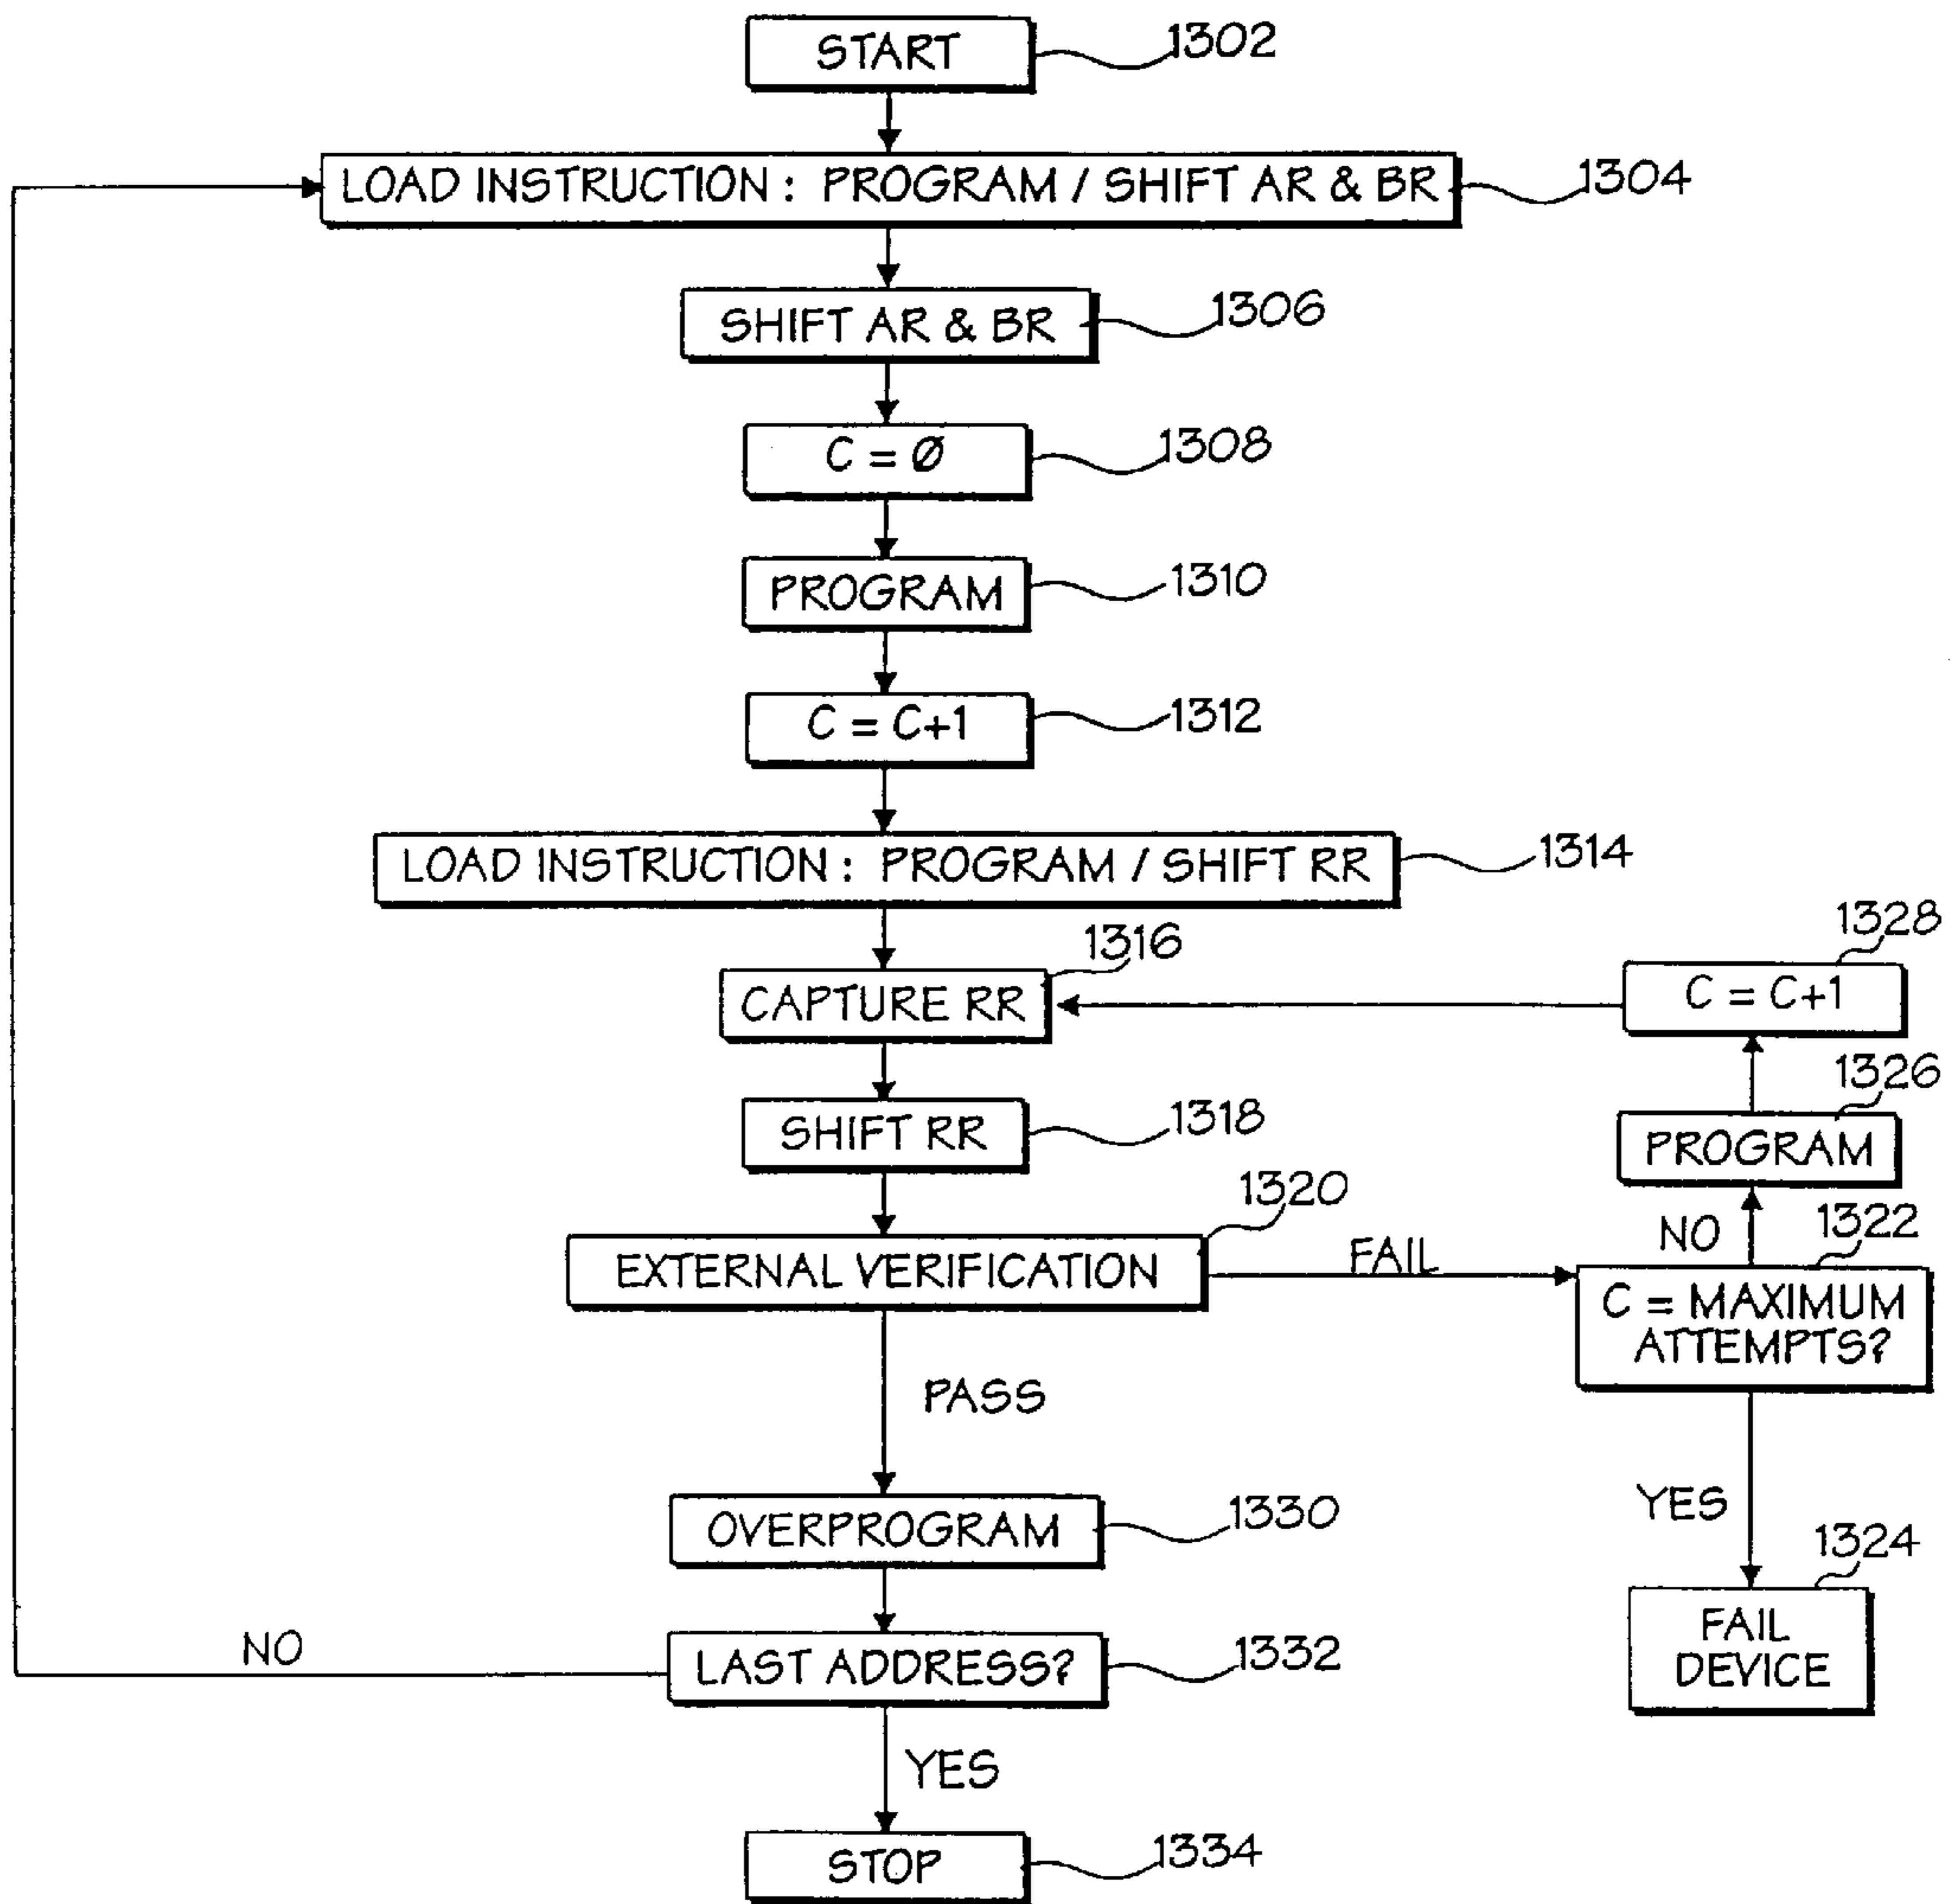 START
1302
LOAD INSTRUCTION : PROGRAM / SHIFT AR & BR
1304
SHIFT AR & BR
1306
C = Ø
1308
PROGRAM
1310
C = C+1
1312
LOAD INSTRUCTION : PROGRAM / SHIFT RR
1314
CAPTURE RR
1316
C = C+1
1328
SHIFT RR
1318
PROGRAM
1326
EXTERNAL VERIFICATION
1320
FAIL
NO
1322
C = MAXIMUM
ATTEMPTS?
PASS
YES
OVERPROGRAM
1330
1324
FAIL
DEVICE
NO
LAST ADDRESS?
1332
YES
STOP
1334